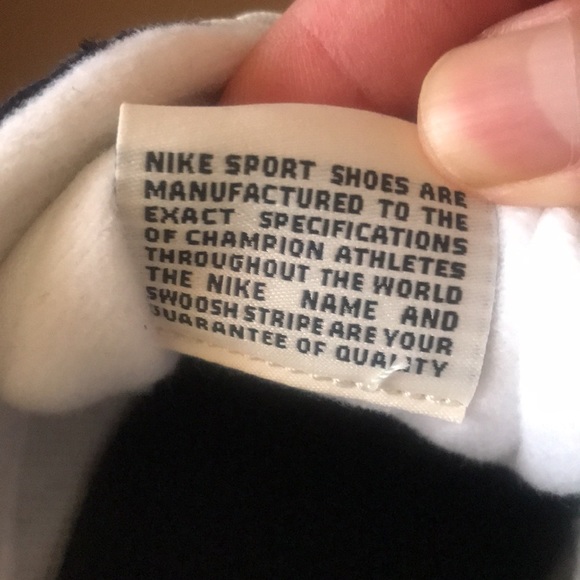 NIKE SPORT SHOES ARE
MANUFACTURED TO THE
EXACT SPECIFICATIONS
OF CHAMPION ATHLETES
THROUGHOUT THE WORLD
THE NIKE NAME AND
SWOOSH STRIPE ARE YOUR
GUARANTEE OF QUALITY